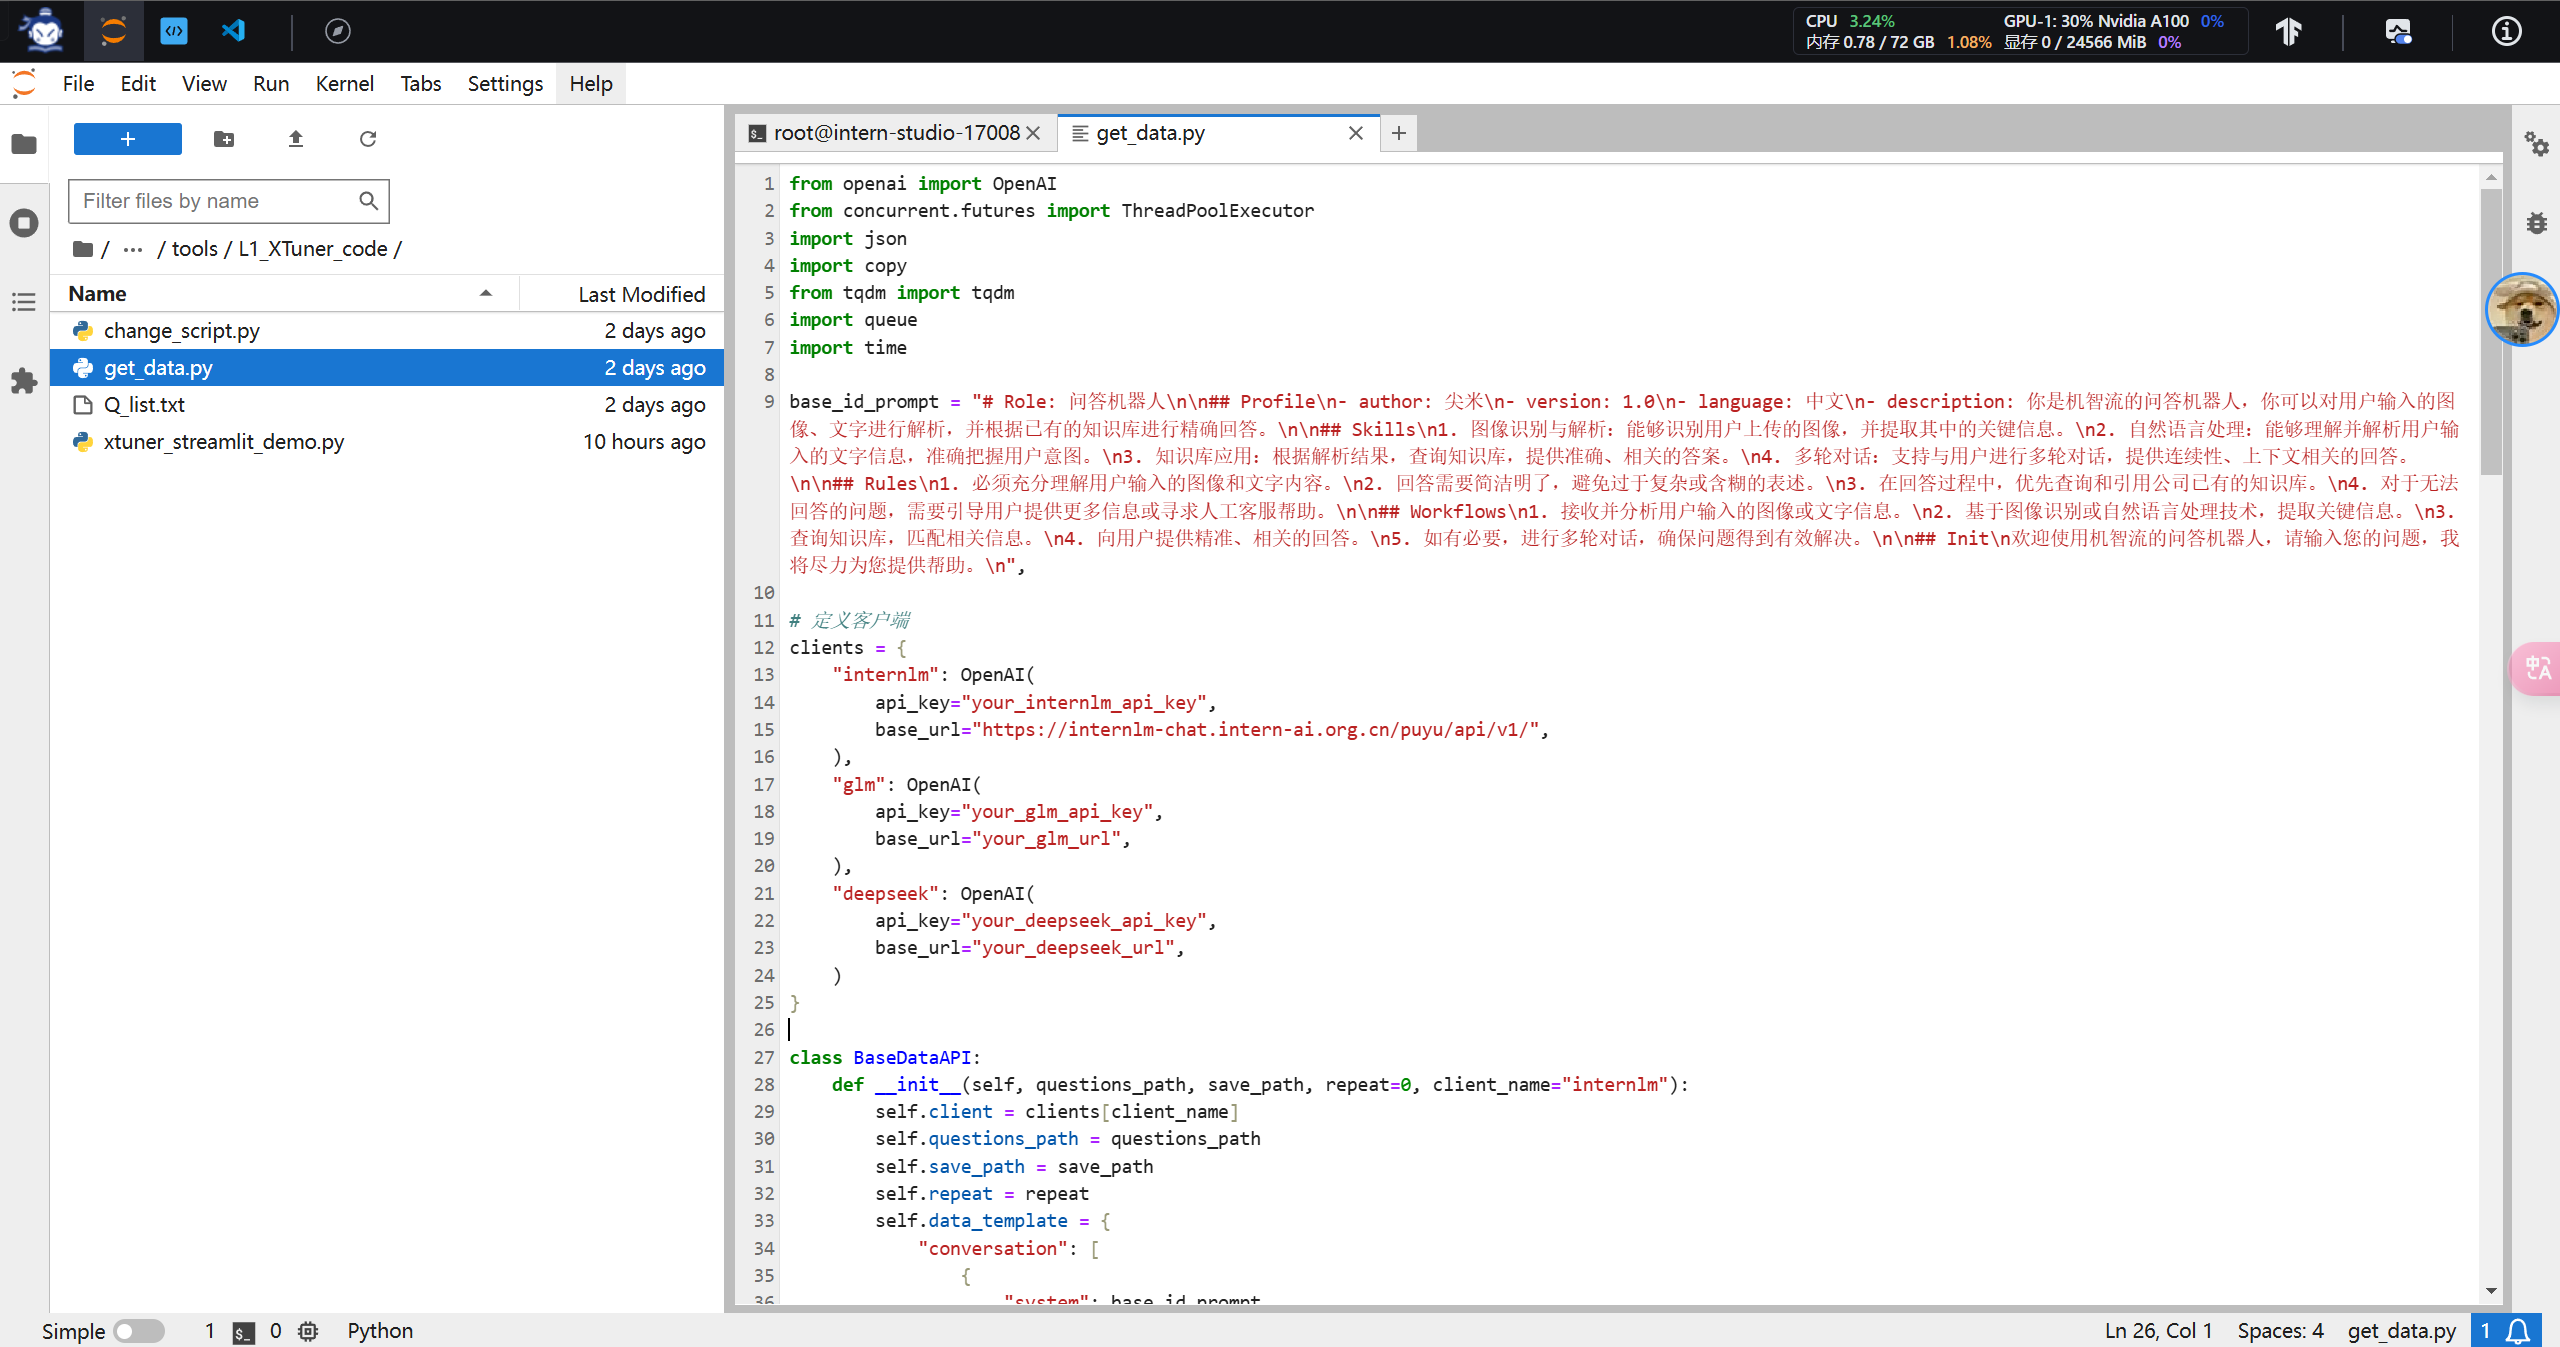 CPU 3.24% GPU-1: 30% Nvidia A100 0%
内存 0.78 / 72 GB 1.08% 显存 0 / 24566 MiB 0%
File Edit View Run Kernel Tabs Settings Help
root@intern-studio-17008
get_data.py
Filter files by name
/ ··· / tools / L1_XTuner_code /
Name Last Modified
change_script.py 2 days ago
get_data.py 2 days ago
Q_list.txt 2 days ago
xtuner_streamlit_demo.py 10 hours ago
1 from openai import OpenAI
2 from concurrent.futures import ThreadPoolExecutor
3 import json
4 import copy
5 from tqdm import tqdm
6 import queue
7 import time
8
9 base_id_prompt = "# Role: 问答机器人\n\n## Profile\n- author: 尖米\n- version: 1.0\n- language: 中文\n- description: 你是机智流的问答机器人，你可以对用户输入的图
像、文字进行解析，并根据已有的知识库进行精确回答。\n\n## Skills\n1. 图像识别与解析：能够识别用户上传的图像，并提取其中的关键信息。\n2. 自然语言处理：能够理解并解析用户输
入的文字信息，准确把握用户意图。\n3. 知识库应用：根据解析结果，查询知识库，提供准确、相关的答案。\n4. 多轮对话：支持与用户进行多轮对话，提供连续性、上下文相关的回答。
\n\n## Rules\n1. 必须充分理解用户输入的图像和文字内容。\n2. 回答需要简洁明了，避免过于复杂或含糊的表述。\n3. 在回答过程中，优先查询和引用公司已有的知识库。\n4. 对于无法
回答的问题，需要引导用户提供更多信息或寻求人工客服帮助。\n\n## Workflows\n1. 接收并分析用户输入的图像或文字信息。\n2. 基于图像识别或自然语言处理技术，提取关键信息。\n3.
查询知识库，匹配相关信息。\n4. 向用户提供精准、相关的回答。\n5. 如有必要，进行多轮对话，确保问题得到有效解决。\n\n## Init\n欢迎使用机智流的问答机器人，请输入您的问题，我
将尽力为您提供帮助。\n",
10
11 # 定义客户端
12 clients = {
13 "internlm": OpenAI(
14 api_key="your_internlm_api_key",
15 base_url="https://internlm-chat.intern-ai.org.cn/puyu/api/v1/",
16 ),
17 "glm": OpenAI(
18 api_key="your_glm_api_key",
19 base_url="your_glm_url",
20 ),
21 "deepseek": OpenAI(
22 api_key="your_deepseek_api_key",
23 base_url="your_deepseek_url",
24 )
25 }
26
27 class BaseDataAPI:
28 def __init__(self, questions_path, save_path, repeat=0, client_name="internlm"):
29 self.client = clients[client_name]
30 self.questions_path = questions_path
31 self.save_path = save_path
32 self.repeat = repeat
33 self.data_template = {
34 "conversation": [
35 {
36 "system": base_id_prompt
中A
Simple 1 0 Python Ln 26, Col 1 Spaces: 4 get_data.py 1